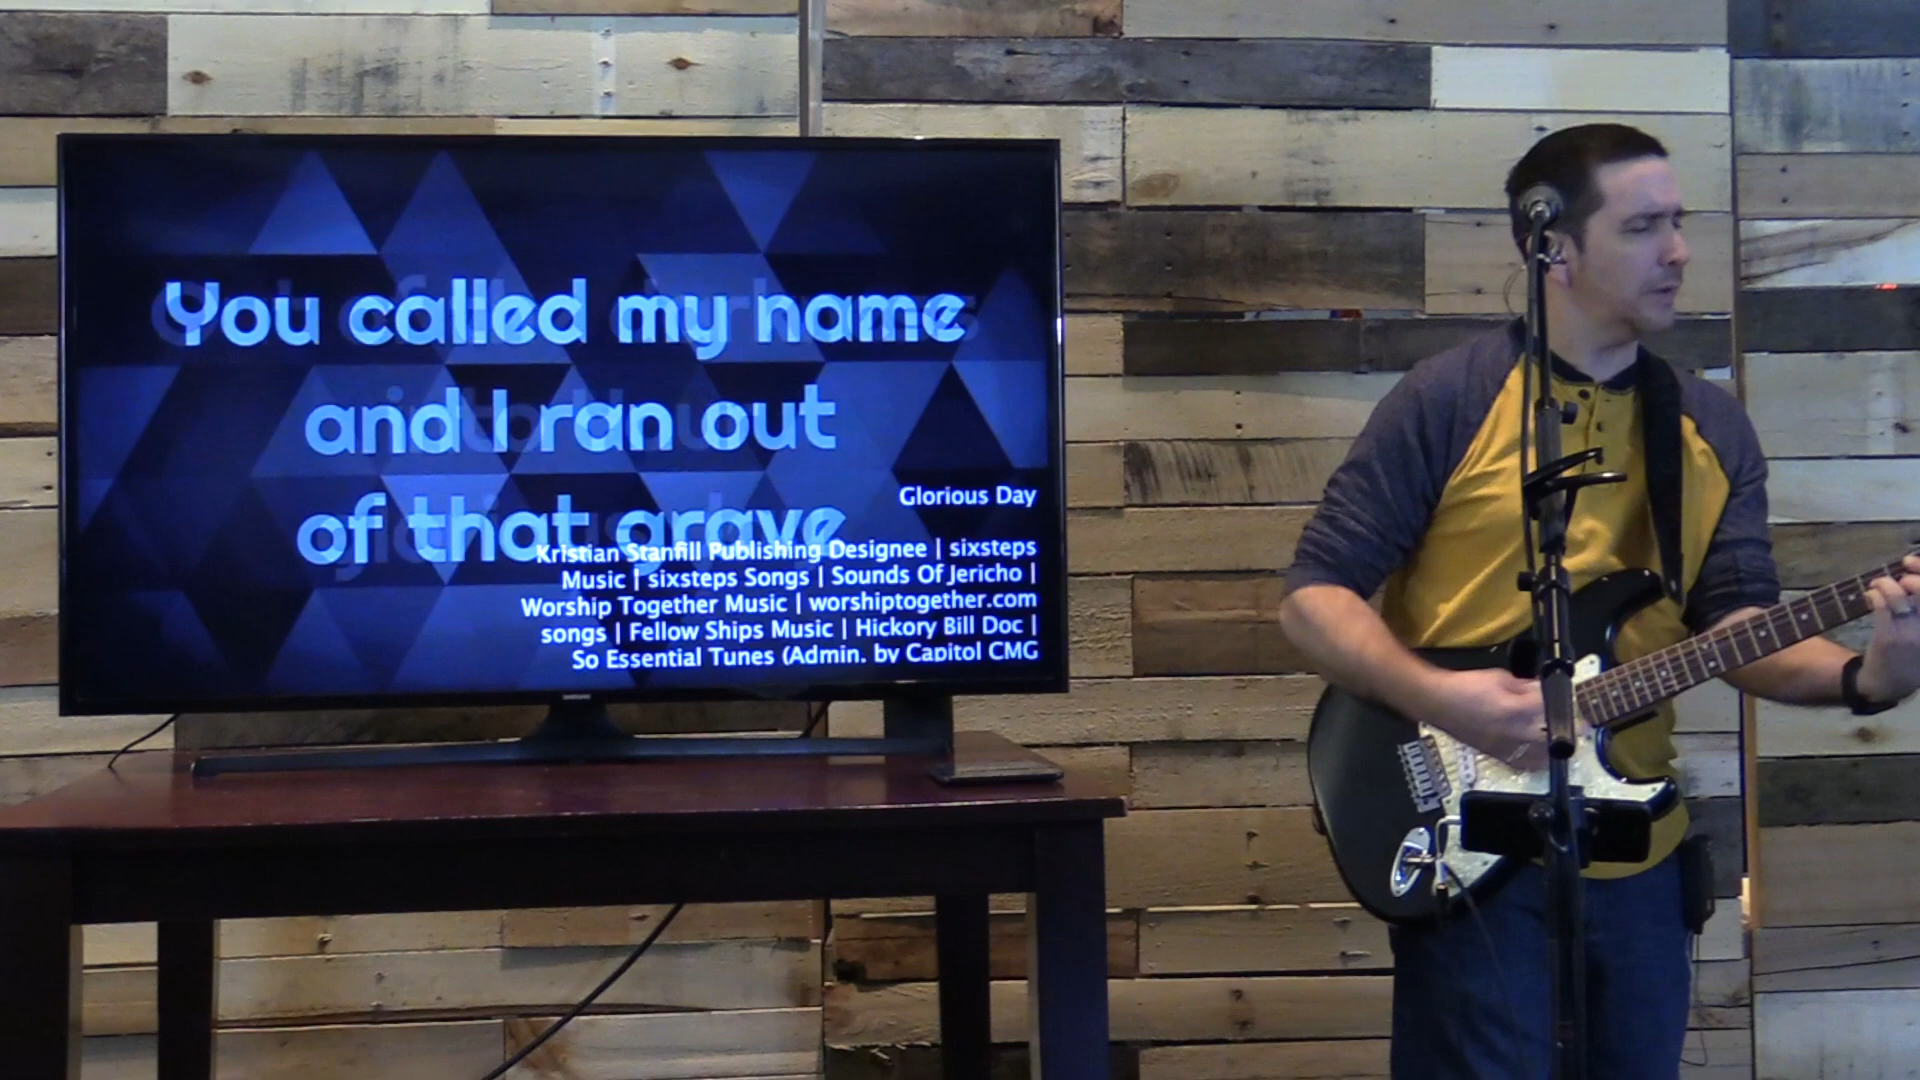 You called my name
and I ran out
of that grave
Glorious Day
Kristian Stanfill Publishing Designee | sixsteps
Music | sixsteps Songs | Sounds Of Jericho |
Worship Together Music | worshiptogether.com
songs | Fellow Ships Music | Hickory Bill Doc |
So Essential Tunes (Admin. by Capitol CMG
SAMSUNG